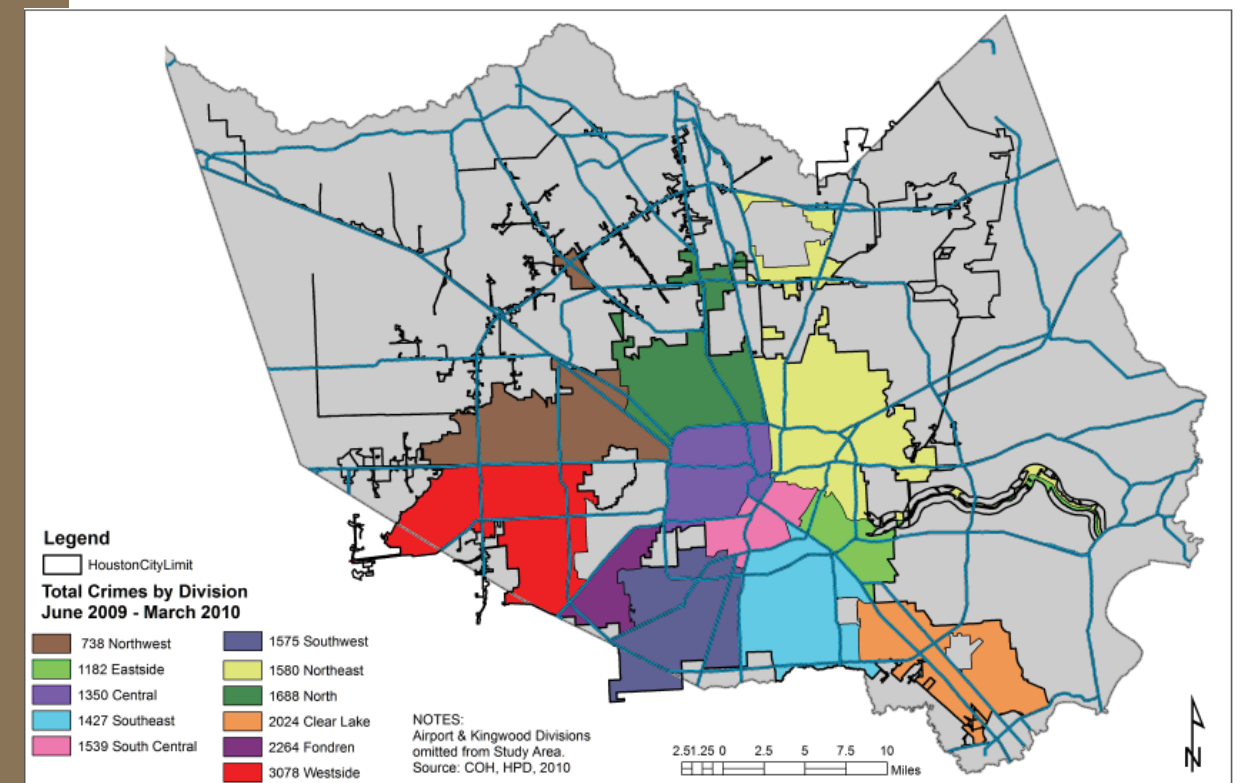 Legend
HoustonCityLimit
Total Crimes by Division
June 2009 - March 2010
738 Northwest
1182 Eastside
1350 Central
1427 Southeast
1539 South Central
1575 Southwest
1580 Northeast
1688 North
2024 Clear Lake
2264 Fondren
3078 Westside
NOTES:
Airport & Kingwood Divisions
omitted from Study Area.
Source: COH, HPD, 2010
2.51.25 0 2.5 5 7.5 10
Miles
N